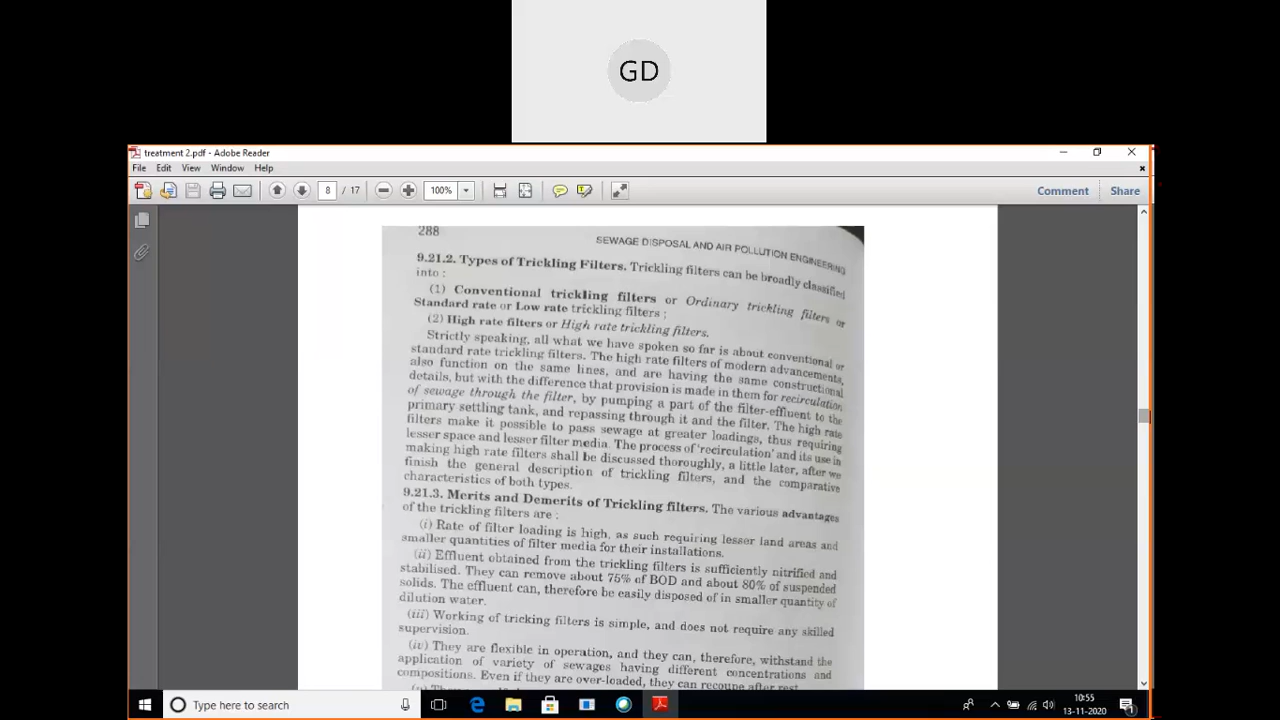 GD
treatment 2.pdf - Adobe Reader
File Edit View Window Help
8 / 17 100% Comment Share
288
SEWAGE DISPOSAL AND AIR POLLUTION ENGINEERING
9.21.2. Types of Trickling Filters. Trickling filters can be broadly classified
into :
(1) Conventional trickling filters or Ordinary trickling filters or
Standard rate or Low rate trickling filters ;
(2) High rate filters or High rate trickling filters.
Strictly speaking, all what we have spoken so far is about conventional or
standard rate trickling filters. The high rate filters of modern advancements,
also function on the same lines, and are having the same constructional
details, but with the difference that provision is made in them for recirculation
of sewage through the filter, by pumping a part of the filter-effluent to the
primary settling tank, and repassing through it and the filter. The high rate
filters make it possible to pass sewage at greater loadings, thus requiring
lesser space and lesser filter media. The process of 'recirculation' and its use in
making high rate filters shall be discussed thoroughly, a little later, after we
finish the general description of trickling filters, and the comparative
characteristics of both types.
9.21.3. Merits and Demerits of Trickling filters. The various advantages
of the trickling filters are :
(i) Rate of filter loading is high, as such requiring lesser land areas and
smaller quantities of filter media for their installations.
(ii) Effluent obtained from the trickling filters is sufficiently nitrified and
stabilised. They can remove about 75% of BOD and about 80% of suspended
solids. The effluent can, therefore be easily disposed of in smaller quantity of
dilution water.
(iii) Working of tricking filters is simple, and does not require any skilled
supervision.
(iv) They are flexible in operation, and they can, therefore, withstand the
application of variety of sewages having different concentrations and
compositions. Even if they are over-loaded, they can recoupe after rest.
Type here to search
10:55
13-11-2020